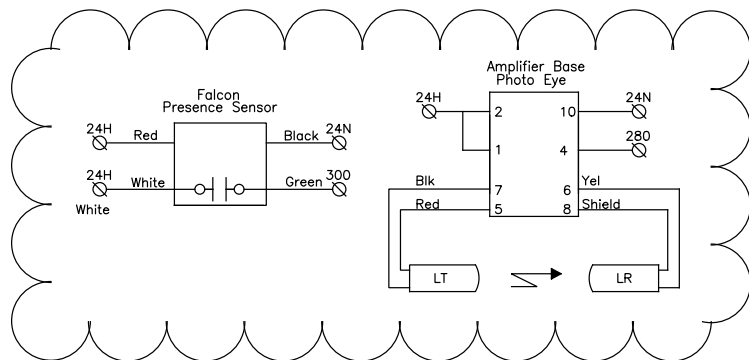 Falcon
Presence Sensor
24H Red Black 24N
24H White Green 300
White
Amplifier Base
Photo Eye
24H 2 10 24N
1 4 280
Blk 7 6 Yel
Red 5 8 Shield
LT LR